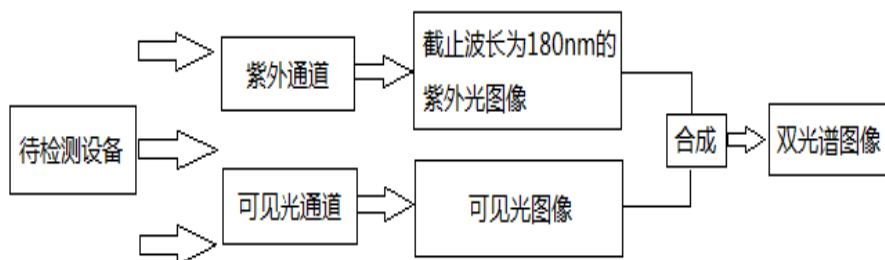 待检测设备
紫外通道
截止波长为180nm的
紫外光图像
可见光通道
可见光图像
合成
双光谱图像